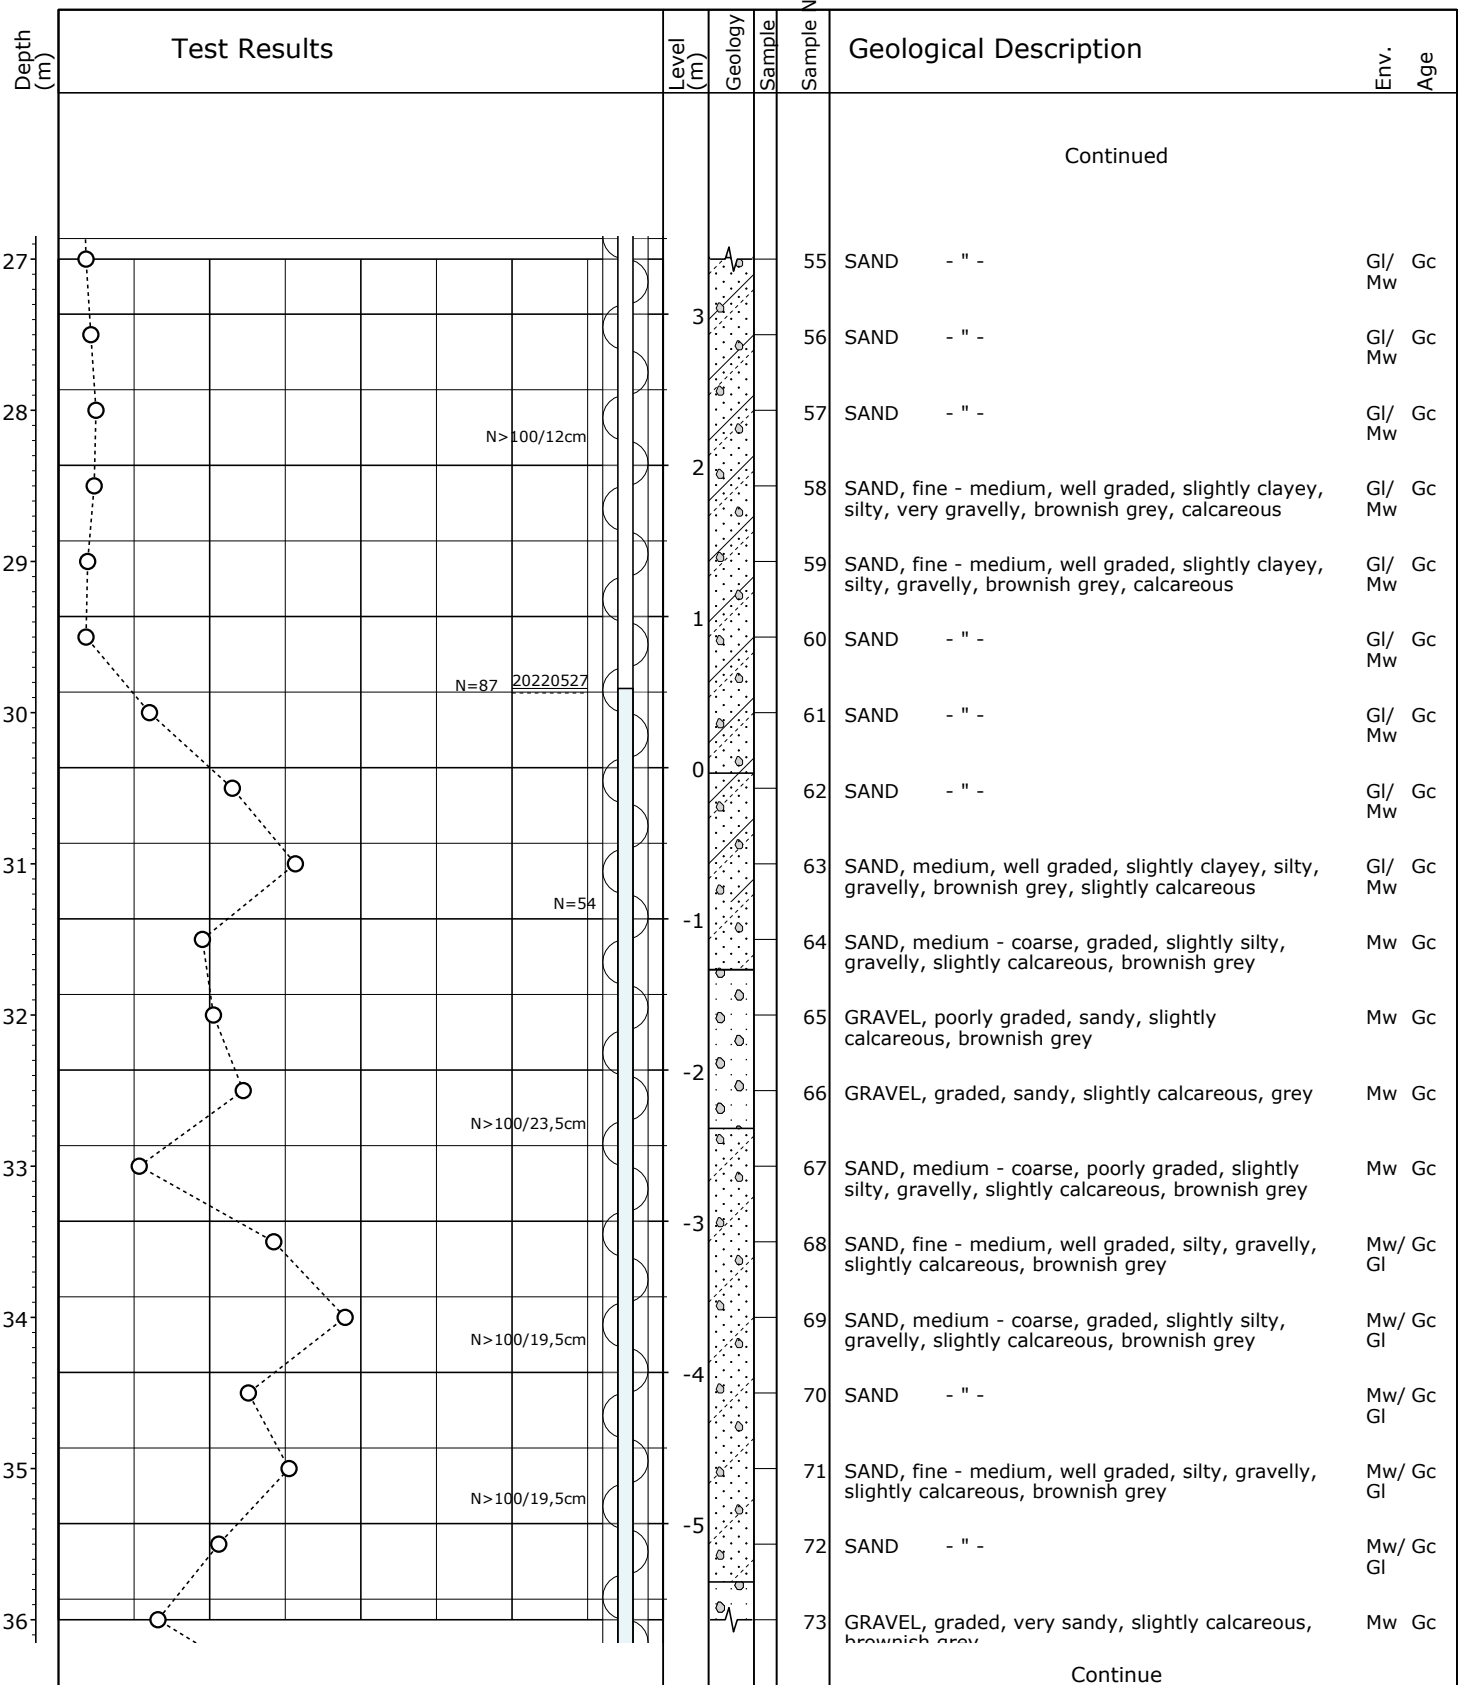 Depth (m)
Test Results
Level (m)
Geology
Sample
Sample N
Geological Description
Env.
Age
Continued
27
55 SAND - " - Gl/ Gc
Mw
3
56 SAND - " - Gl/ Gc
Mw
28
57 SAND - " - Gl/ Gc
Mw
N>100/12cm
2
58 SAND, fine - medium, well graded, slightly clayey, Gl/ Gc
silty, very gravelly, brownish grey, calcareous Mw
29
59 SAND, fine - medium, well graded, slightly clayey, Gl/ Gc
silty, gravelly, brownish grey, calcareous Mw
1
60 SAND - " - Gl/ Gc
Mw
N=87 20220527
30
61 SAND - " - Gl/ Gc
Mw
0
62 SAND - " - Gl/ Gc
Mw
31
63 SAND, medium, well graded, slightly clayey, silty, Gl/ Gc
gravelly, brownish grey, slightly calcareous Mw
N=54
-1
64 SAND, medium - coarse, graded, slightly silty, Mw Gc
gravelly, slightly calcareous, brownish grey
32
65 GRAVEL, poorly graded, sandy, slightly Mw Gc
calcareous, brownish grey
-2
66 GRAVEL, graded, sandy, slightly calcareous, grey Mw Gc
N>100/23,5cm
33
67 SAND, medium - coarse, poorly graded, slightly Mw Gc
silty, gravelly, slightly calcareous, brownish grey
-3
68 SAND, fine - medium, well graded, silty, gravelly, Mw/ Gc
slightly calcareous, brownish grey Gl
34
69 SAND, medium - coarse, graded, slightly silty, Mw/ Gc
gravelly, slightly calcareous, brownish grey Gl
N>100/19,5cm
-4
70 SAND - " - Mw/ Gc
Gl
35
71 SAND, fine - medium, well graded, silty, gravelly, Mw/ Gc
slightly calcareous, brownish grey Gl
N>100/19,5cm
-5
72 SAND - " - Mw/ Gc
Gl
36
73 GRAVEL, graded, very sandy, slightly calcareous, Mw Gc
brownish grey
Continue